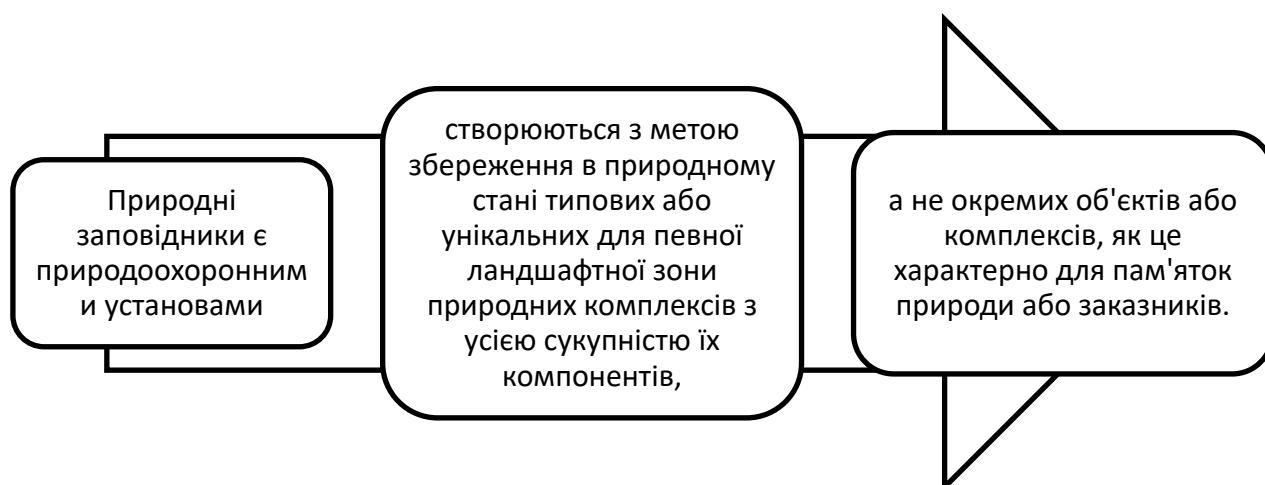 Природні
заповідники є
природоохоронним
и установами
створюються з метою
збереження в природному
стані типових або
унікальних для певної
ландшафтної зони
природних комплексів з
усією сукупністю їх
компонентів,
а не окремих об'єктів або
комплексів, як це
характерно для пам'яток
природи або заказників.